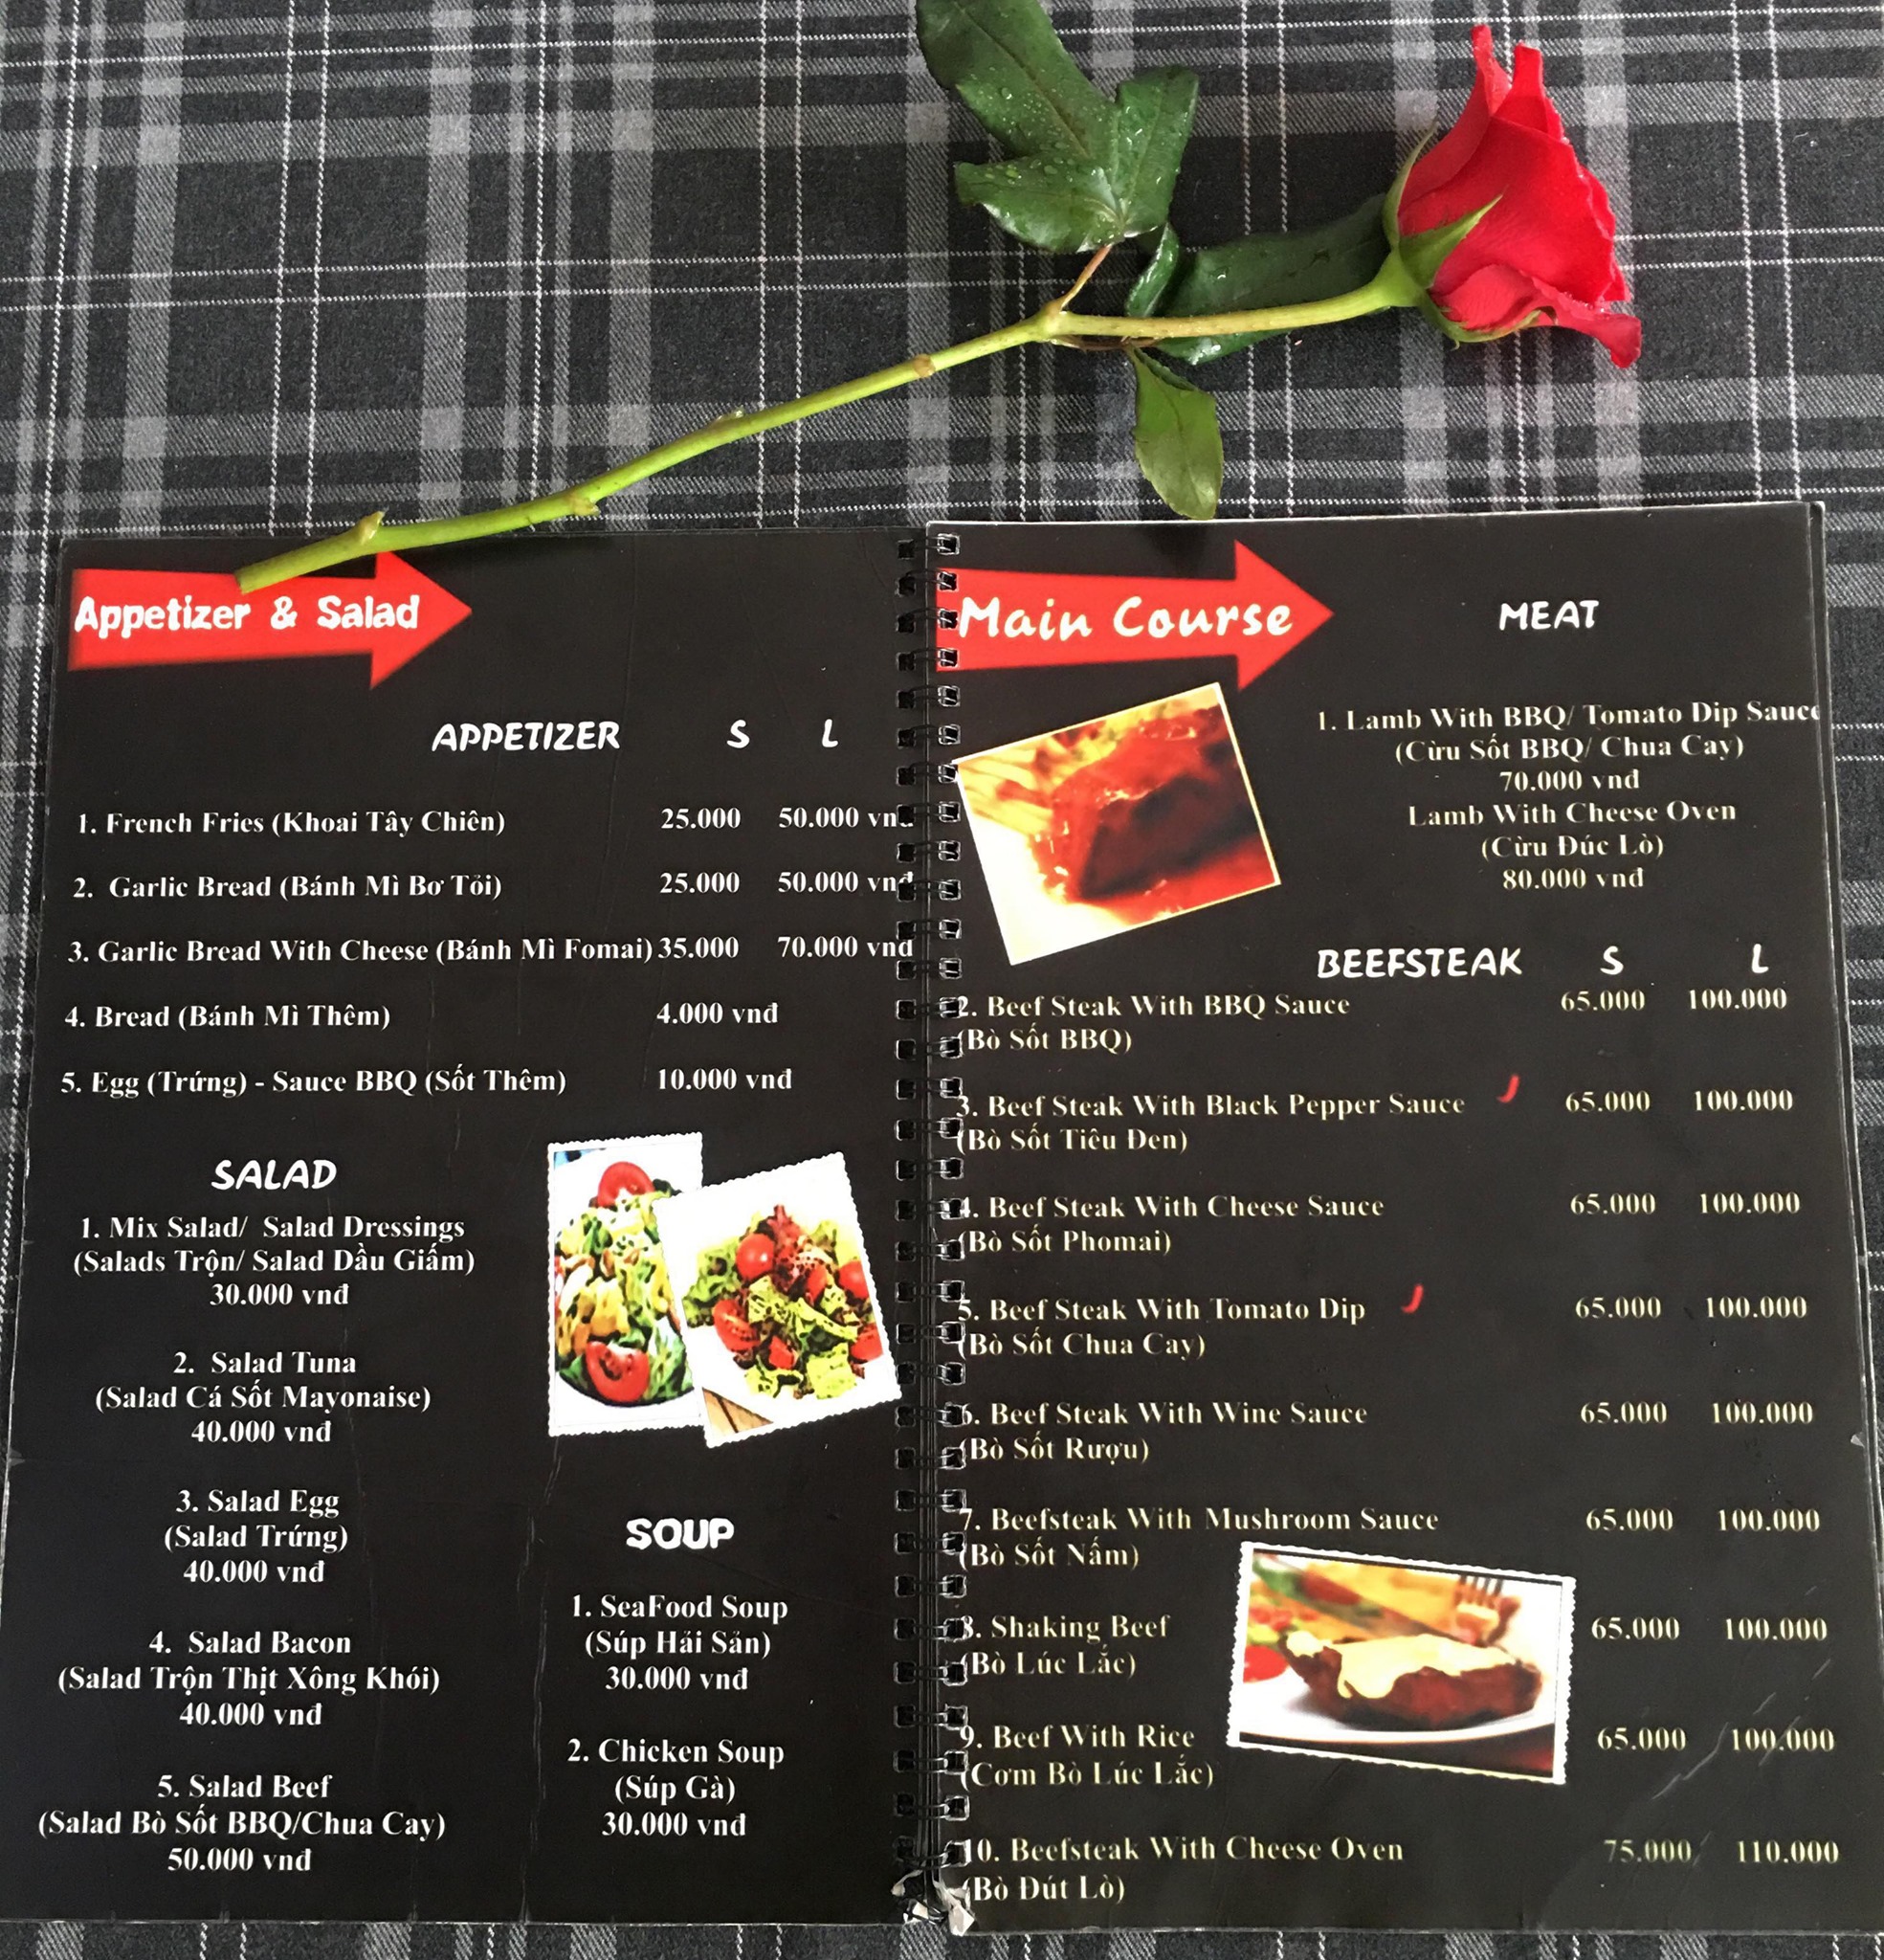 Appetizer & Salad
APPETIZER S L
1. French Fries (Khoai Tây Chiên) 25.000 50.000 vnđ
2. Garlic Bread (Bánh Mì Bơ Tỏi) 25.000 50.000 vnđ
3. Garlic Bread With Cheese (Bánh Mì Fomai) 35.000 70.000 vnđ
4. Bread (Bánh Mì Thêm) 4.000 vnđ
5. Egg (Trứng) - Sauce BBQ (Sốt Thêm) 10.000 vnđ
SALAD
1. Mix Salad/ Salad Dressings
(Salads Trộn/ Salad Dầu Giấm)
30.000 vnđ
2. Salad Tuna
(Salad Cá Sốt Mayonaise)
40.000 vnđ
3. Salad Egg
(Salad Trứng)
40.000 vnđ
4. Salad Bacon
(Salad Trộn Thịt Xông Khói)
40.000 vnđ
5. Salad Beef
(Salad Bò Sốt BBQ/Chua Cay)
50.000 vnđ
SOUP
1. SeaFood Soup
(Súp Hải Sản)
30.000 vnđ
2. Chicken Soup
(Súp Gà)
30.000 vnđ
Main Course
MEAT
1. Lamb With BBQ/ Tomato Dip Sauce
(Cừu Sốt BBQ/ Chua Cay)
70.000 vnđ
Lamb With Cheese Oven
(Cừu Đúc Lò)
80.000 vnđ
BEEFSTEAK S L
2. Beef Steak With BBQ Sauce 65.000 100.000
(Bò Sốt BBQ)
3. Beef Steak With Black Pepper Sauce 65.000 100.000
(Bò Sốt Tiêu Đen)
4. Beef Steak With Cheese Sauce 65.000 100.000
(Bò Sốt Phomai)
5. Beef Steak With Tomato Dip 65.000 100.000
(Bò Sốt Chua Cay)
6. Beef Steak With Wine Sauce 65.000 100.000
(Bò Sốt Rượu)
7. Beefsteak With Mushroom Sauce 65.000 100.000
(Bò Sốt Nấm)
8. Shaking Beef 65.000 100.000
(Bò Lúc Lắc)
9. Beef With Rice 65.000 100.000
(Cơm Bò Lúc Lắc)
10. Beefsteak With Cheese Oven 75.000 110.000
(Bò Đút Lò)